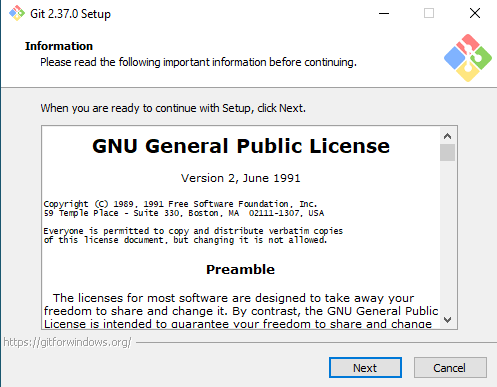 Git 2.37.0 Setup
Information
Please read the following important information before continuing.
When you are ready to continue with Setup, click Next.
GNU General Public License
Version 2, June 1991
Copyright (C) 1989, 1991 Free Software Foundation, Inc.
59 Temple Place - Suite 330, Boston, MA  02111-1307, USA
Everyone is permitted to copy and distribute verbatim copies
of this license document, but changing it is not allowed.
Preamble
The licenses for most software are designed to take away your
freedom to share and change it. By contrast, the GNU General Public
License is intended to guarantee your freedom to share and change
https://gitforwindows.org/
Next
Cancel